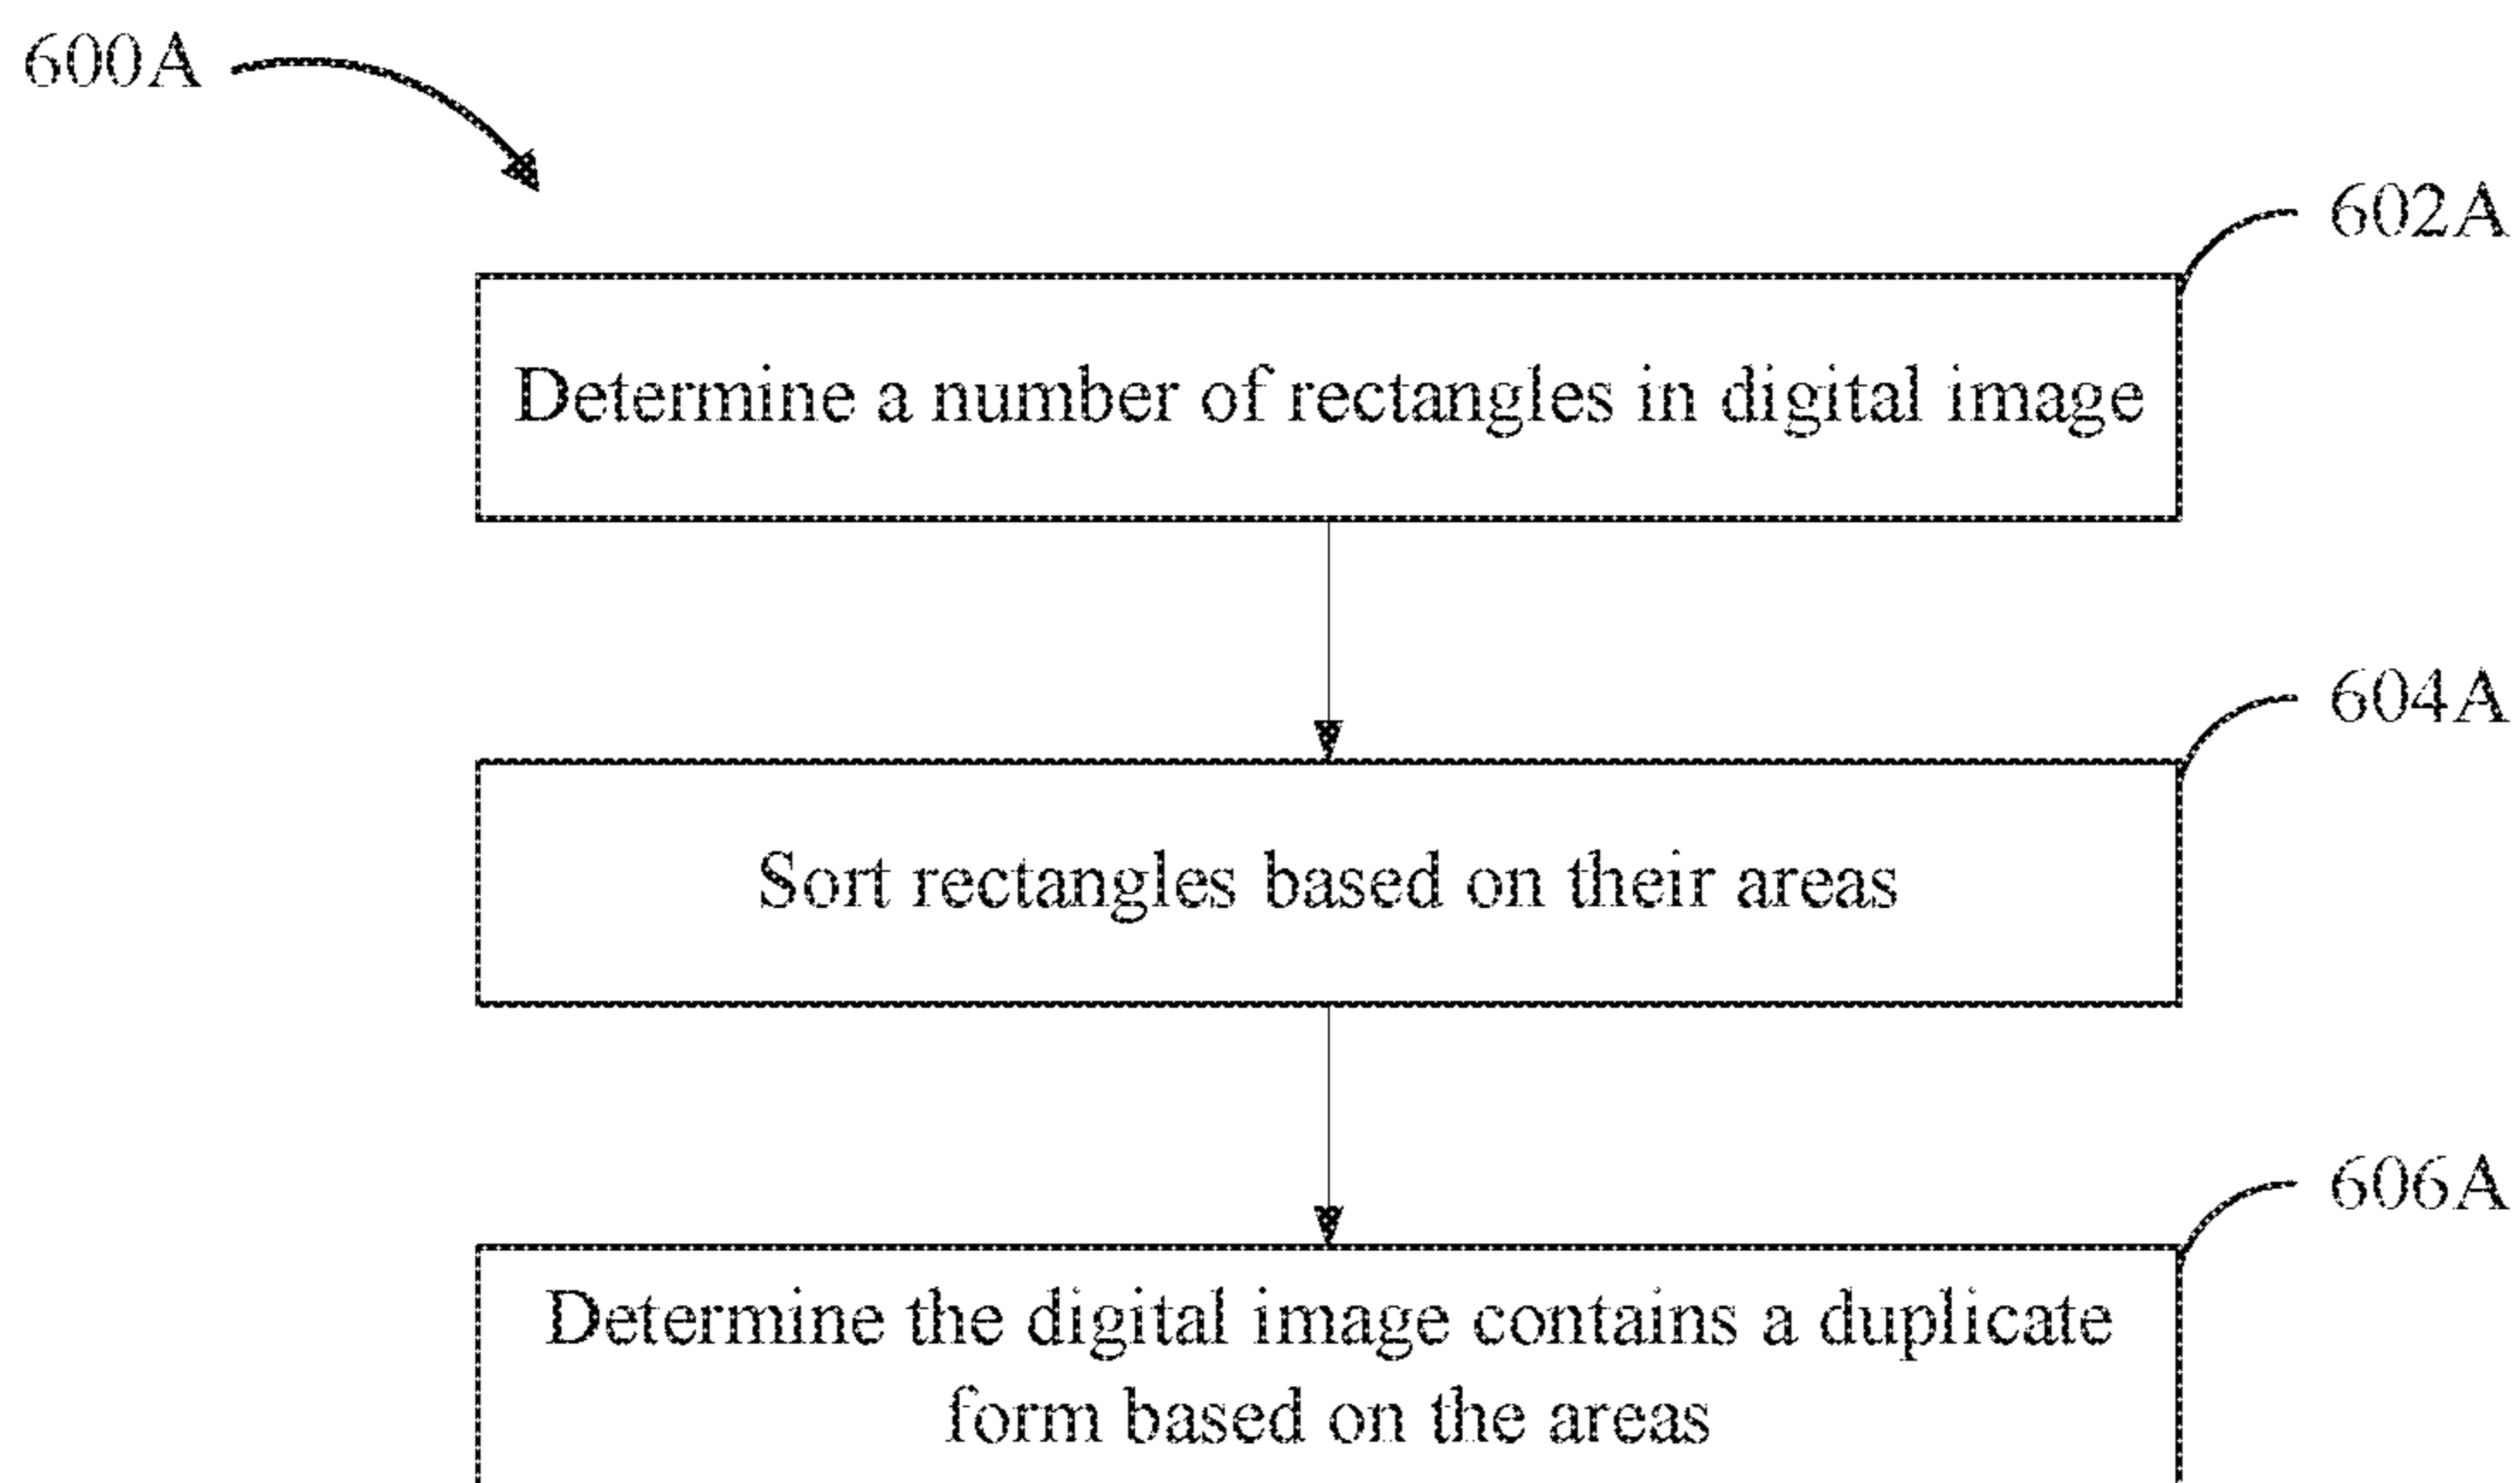 600A
602A
Determine a number of rectangles in digital image
604A
Sort rectangles based on their areas
606A
Determine the digital image contains a duplicate
form based on the areas